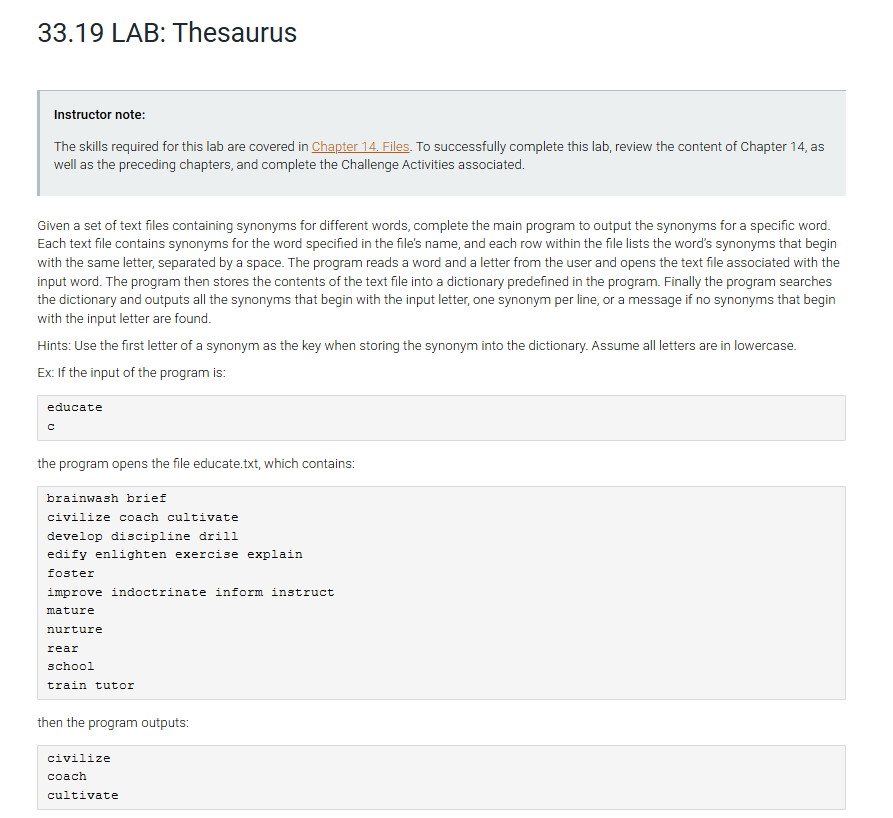 33.19 LAB: Thesaurus
Instructor note:
The skills required for this lab are covered in Chapter 14. Files. To successfully complete this lab, review the content of Chapter 14, as
well as the preceding chapters, and complete the Challenge Activities associated.
Given a set of text files containing synonyms for different words, complete the main program to output the synonyms for a specific word.
Each text file contains synonyms for the word specified in the file's name, and each row within the file lists the word's synonyms that begin
with the same letter, separated by a space. The program reads a word and a letter from the user and opens the text file associated with the
input word. The program then stores the contents of the text file into a dictionary predefined in the program. Finally the program searches
the dictionary and outputs all the synonyms that begin with the input letter, one synonym per line, or a message if no synonyms that begin
with the input letter are found.
Hints: Use the first letter of a synonym as the key when storing the synonym into the dictionary. Assume all letters are in lowercase.
Ex: If the input of the program is:
educate
c
the program opens the file educate.txt, which contains:
brainwash brief
civilize coach cultivate
develop discipline drill
edify enlighten exercise explain
foster
improve indoctrinate inform instruct
mature
nurture
rear
school
train tutor
then the program outputs:
civilize
coach
cultivate